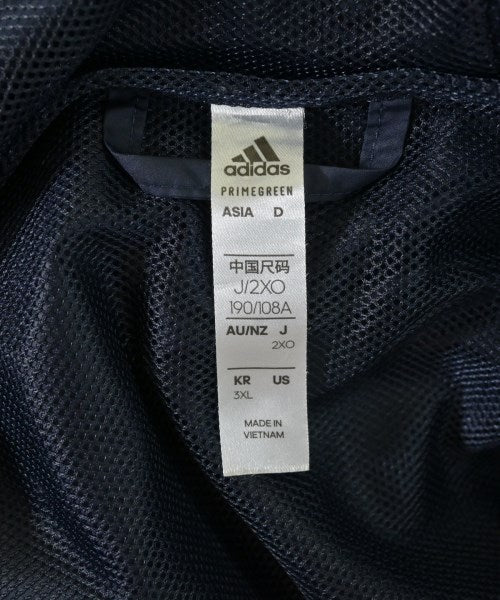 adidas
PRIMEGREEN
ASIA D
中国尺码
J/2XO
190/108A
AU/NZ J
2XO
KR US
3XL
MADE IN
VIETNAM